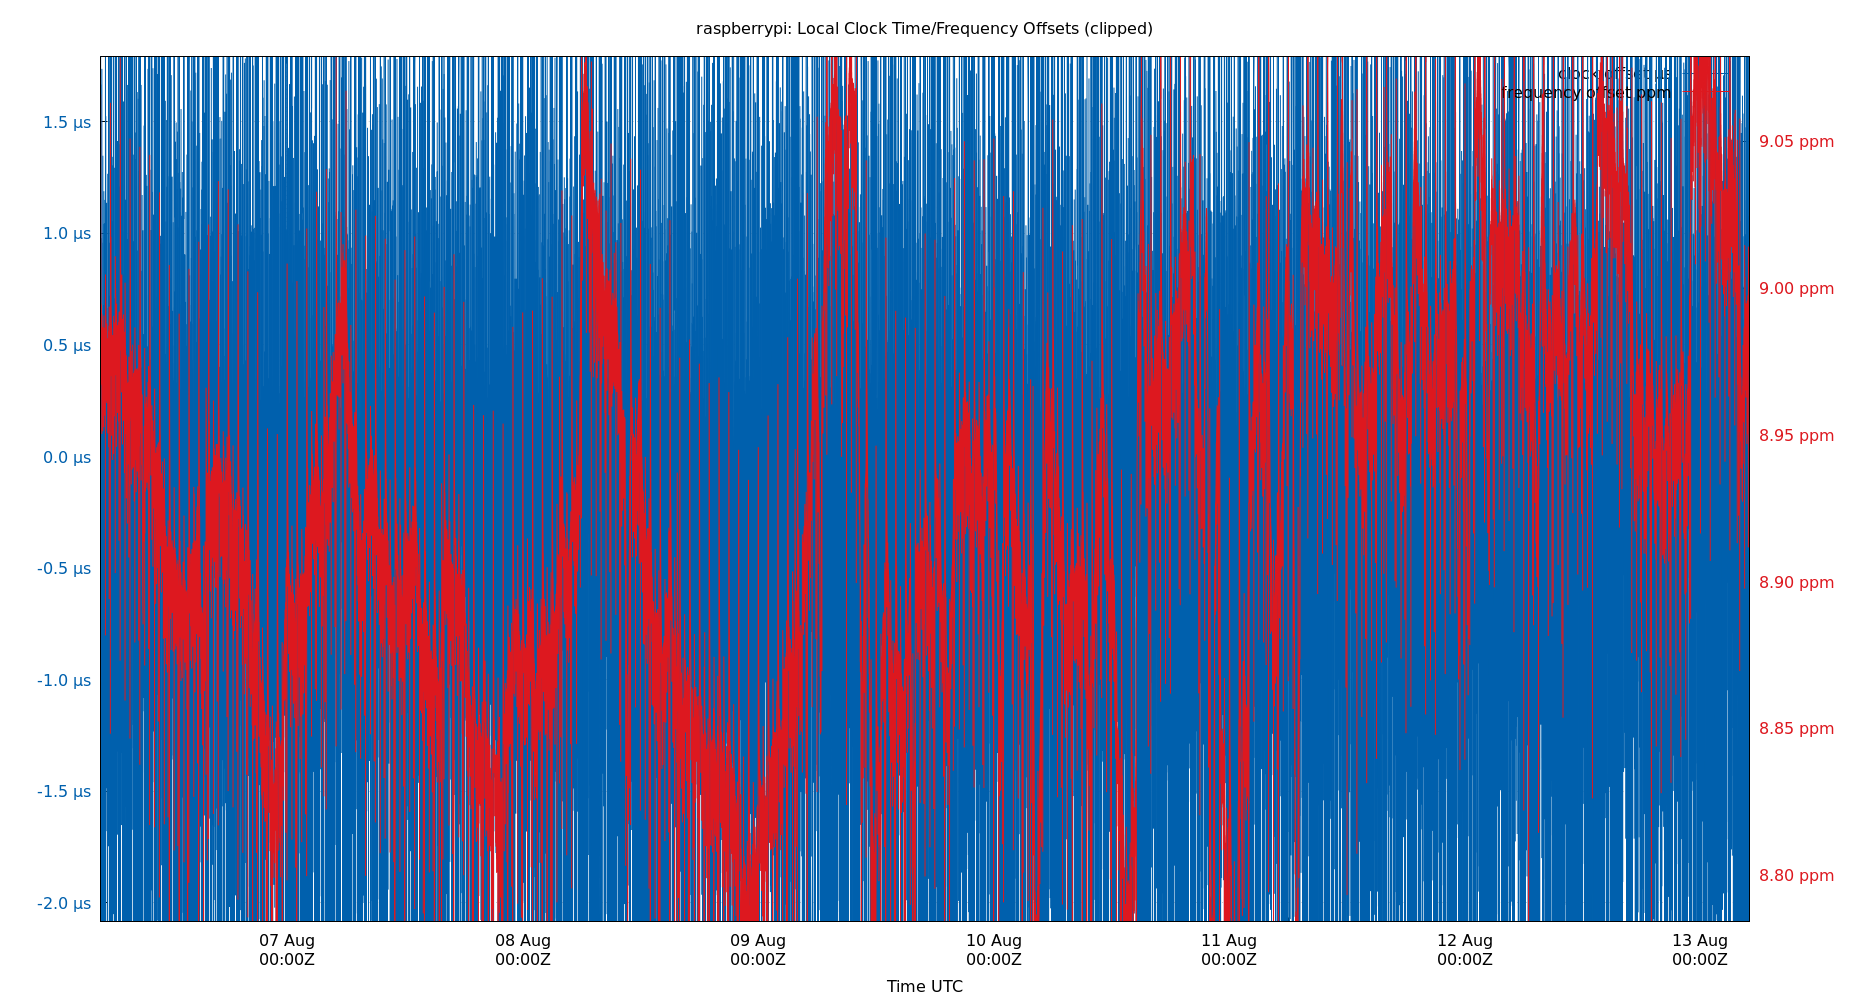 raspberrypi: Local Clock Time/Frequency Offsets (clipped)
clock offset µs
frequency offset ppm
1.5 µs
1.0 µs
0.5 µs
0.0 µs
-0.5 µs
-1.0 µs
-1.5 µs
-2.0 µs
9.05 ppm
9.00 ppm
8.95 ppm
8.90 ppm
8.85 ppm
8.80 ppm
07 Aug 08 Aug 09 Aug 10 Aug 11 Aug 12 Aug 13 Aug
00:00Z 00:00Z 00:00Z 00:00Z 00:00Z 00:00Z 00:00Z
Time UTC